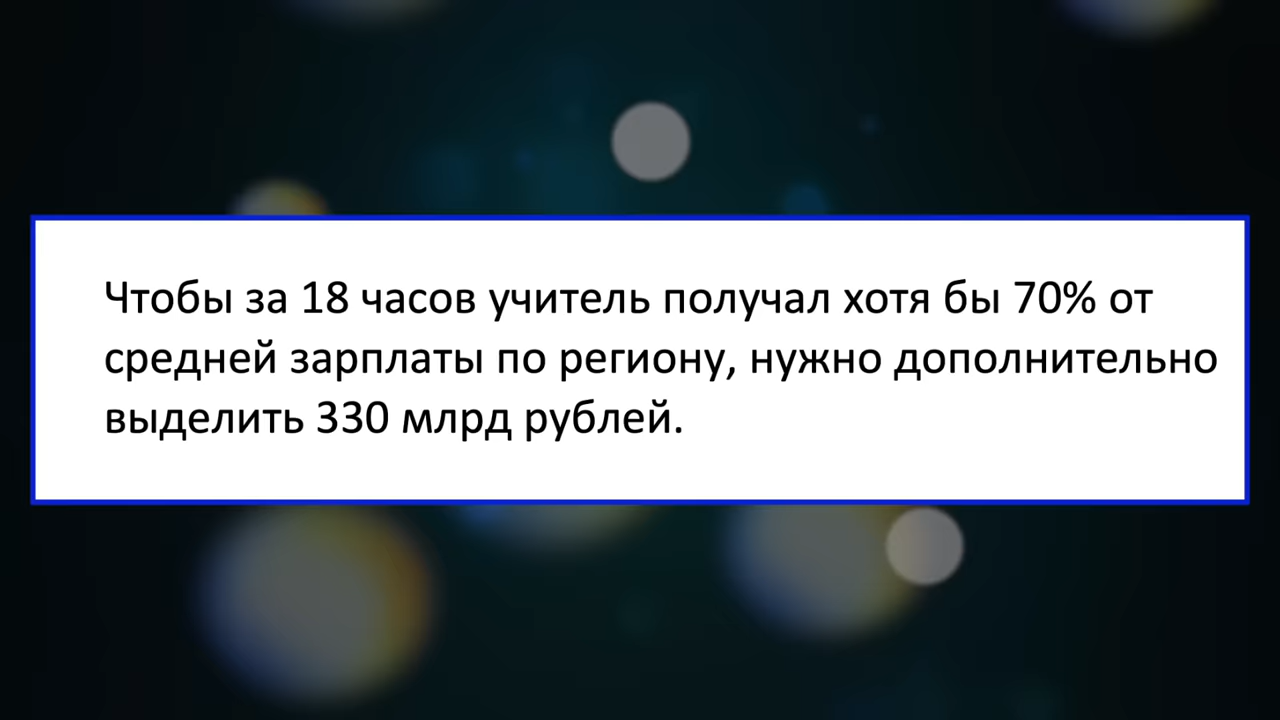 Чтобы за 18 часов учитель получал хотя бы 70% от
средней зарплаты по региону, нужно дополнительно
выделить 330 млрд рублей.